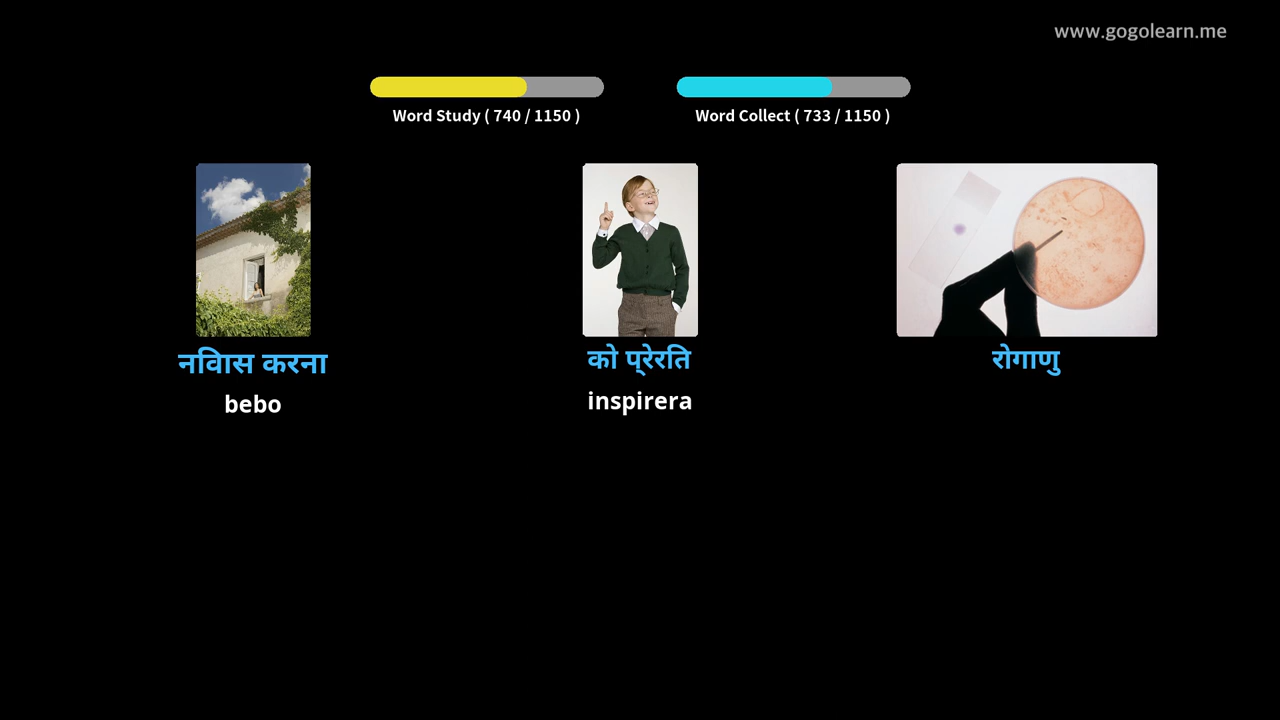 www.gogolearn.me
Word Study ( 740 / 1150 )
Word Collect ( 733 / 1150 )
नविास करना
को प्रेरति
रोगाणु
bebo
inspirera